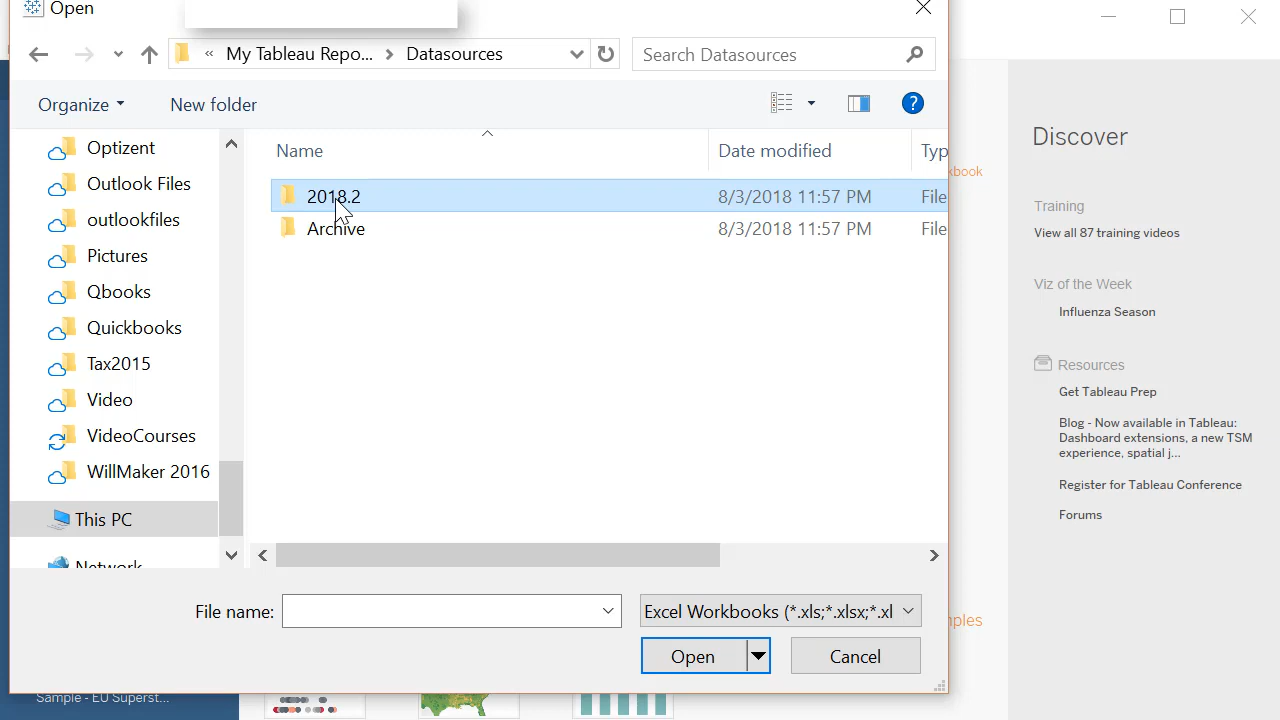 Open
« My Tableau Repo... > Datasources
Search Datasources
Organize
New folder
?
Optizent
Outlook Files
outlookfiles
Pictures
Qbooks
Quickbooks
Tax2015
Video
VideoCourses
WillMaker 2016
This PC
Network
Name
Date modified
Typ
2018.2
8/3/2018 11:57 PM
File
Archive
8/3/2018 11:57 PM
File
File name:
Excel Workbooks (*.xls;*.xlsx;*.xl
Open
Cancel
kbook
nples
Sample - EU Superst...
Discover
Training
View all 87 training videos
Viz of the Week
Influenza Season
Resources
Get Tableau Prep
Blog - Now available in Tableau:
Dashboard extensions, a new TSM
experience, spatial j...
Register for Tableau Conference
Forums